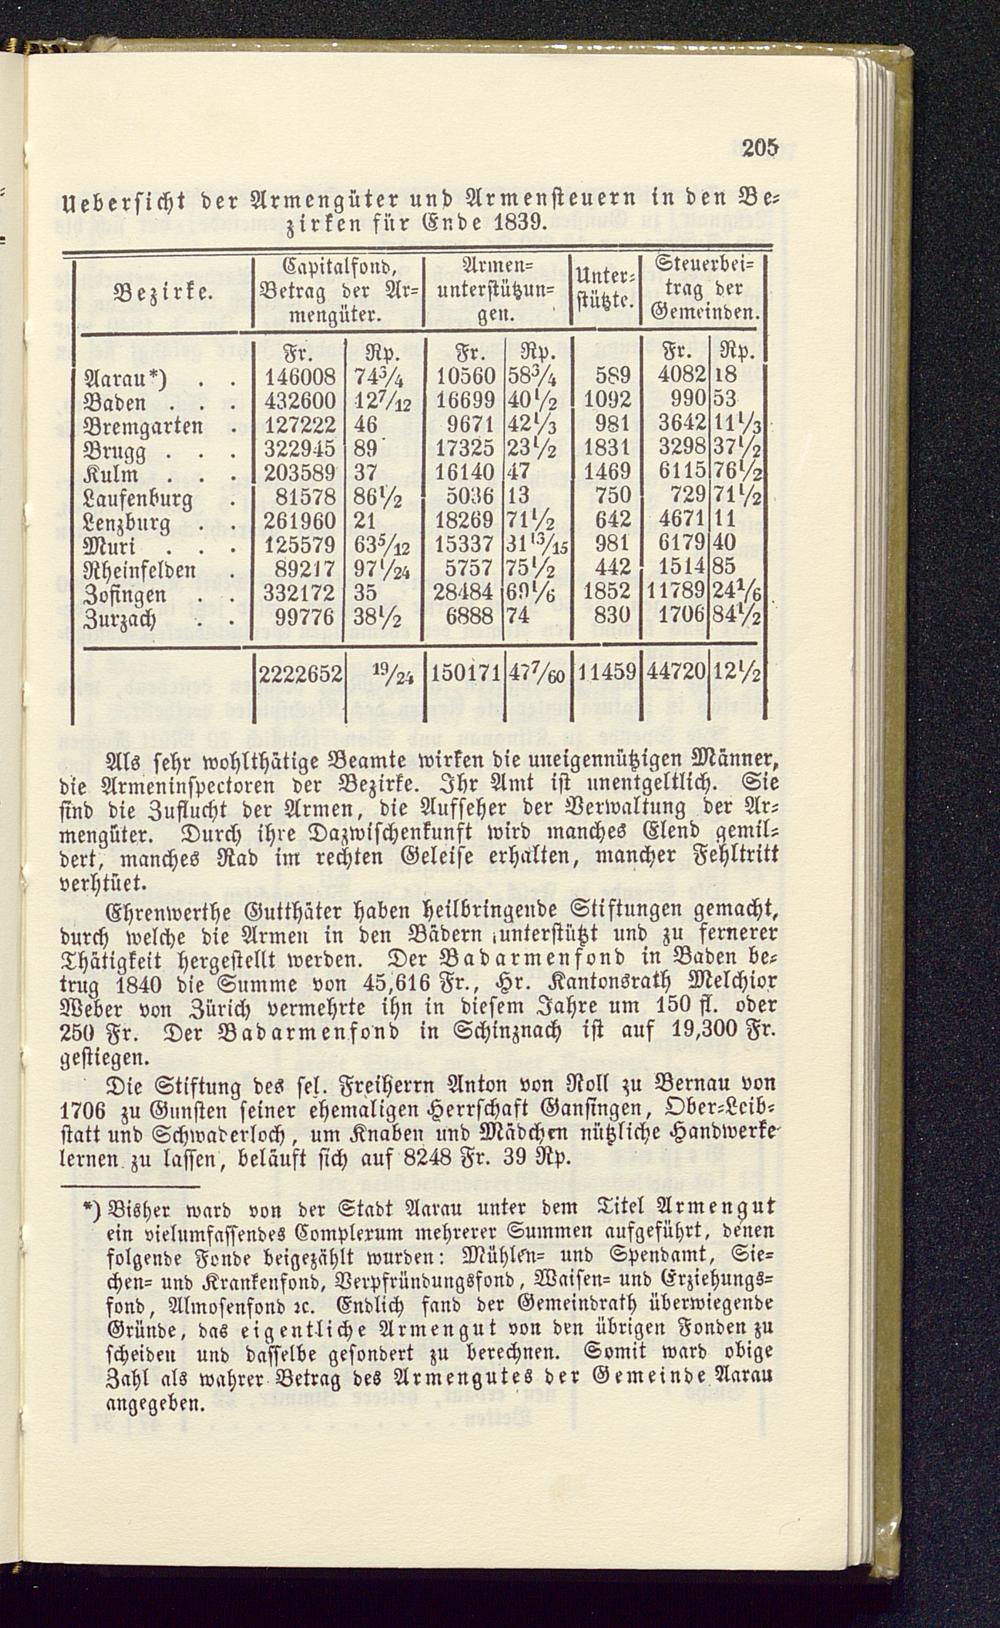 205
Uebersicht der Armengüter und Armensteuern in den Be-
zirken für Ende 1839.
Bezirke. | Capitalfond, Betrag der Ar-mengüter. | Armen-unterstützun-gen. | Unter-stützte. | Steuerbei-trag der Gemeinden.
Fr. | Rp. | Fr. | Rp. | Fr. | Rp.
Aarau*) . . | 146008 | 74¾ | 10560 | 58¾ | 589 | 4082 | 18
Baden . . . | 432600 | 12⁷/₁₂ | 16699 | 40½ | 1092 | 990 | 53
Bremgarten . | 127222 | 46 | 9671 | 42⅓ | 981 | 3642 | 11⅓
Brugg . . . | 322945 | 89 | 17325 | 23½ | 1831 | 3298 | 37½
Kulm . . . | 203589 | 37 | 16140 | 47 | 1469 | 6115 | 76½
Laufenburg . | 81578 | 86½ | 5036 | 13 | 750 | 729 | 71½
Lenzburg . . | 261960 | 21 | 18269 | 71½ | 642 | 4671 | 11
Muri . . . | 125579 | 63⁵/₁₂ | 15337 | 31¹³/₁₅ | 981 | 6179 | 40
Rheinfelden . | 89217 | 97¹/₂₄ | 5757 | 75½ | 442 | 1514 | 85
Zofingen . . | 332172 | 35 | 28484 | 69⅙ | 1852 | 11789 | 24⅙
Zurzach . . | 99776 | 38½ | 6888 | 74 | 830 | 1706 | 84½
2222652 | ¹⁹/₂₄ | 150171 | 47⁷/₆₀ | 11459 | 44720 | 12½
Als sehr wohlthätige Beamte wirken die uneigennützigen Männer,
die Armeninspectoren der Bezirke. Ihr Amt ist unentgeltlich. Sie
sind die Zuflucht der Armen, die Aufseher der Verwaltung der Ar-
mengüter. Durch ihre Dazwischenkunft wird manches Elend gemil-
dert, manches Rad im rechten Geleise erhalten, mancher Fehltritt
verhtüet.
Ehrenwerthe Gutthäter haben heilbringende Stiftungen gemacht,
durch welche die Armen in den Bädern unterstützt und zu fernerer
Thätigkeit hergestellt werden. Der Badarmenfond in Baden be-
trug 1840 die Summe von 45,616 Fr., Hr. Kantonsrath Melchior
Weber von Zürich vermehrte ihn in diesem Jahre um 150 fl. oder
250 Fr. Der Badarmenfond in Schinznach ist auf 19,300 Fr.
gestiegen.
Die Stiftung des sel. Freiherrn Anton von Roll zu Bernau von
1706 zu Gunsten seiner ehemaligen Herrschaft Gansingen, Ober-Leib-
statt und Schwaderloch, um Knaben und Mädchen nützliche Handwerke
lernen zu lassen, beläuft sich auf 8248 Fr. 39 Rp.
*) Bisher ward von der Stadt Aarau unter dem Titel Armengut
ein vielumfassendes Complexum mehrerer Summen aufgeführt, denen
folgende Fonde beigezählt wurden: Mühlen- und Spendamt, Sie-
chen- und Krankenfond, Verpfründungsfond, Waisen- und Erziehungs-
fond, Almosenfond ꝛc. Endlich fand der Gemeindrath überwiegende
Gründe, das eigentliche Armengut von den übrigen Fonden zu
scheiden und dasselbe gesondert zu berechnen. Somit ward obige
Zahl als wahrer Betrag des Armengutes der Gemeinde Aarau
angegeben.